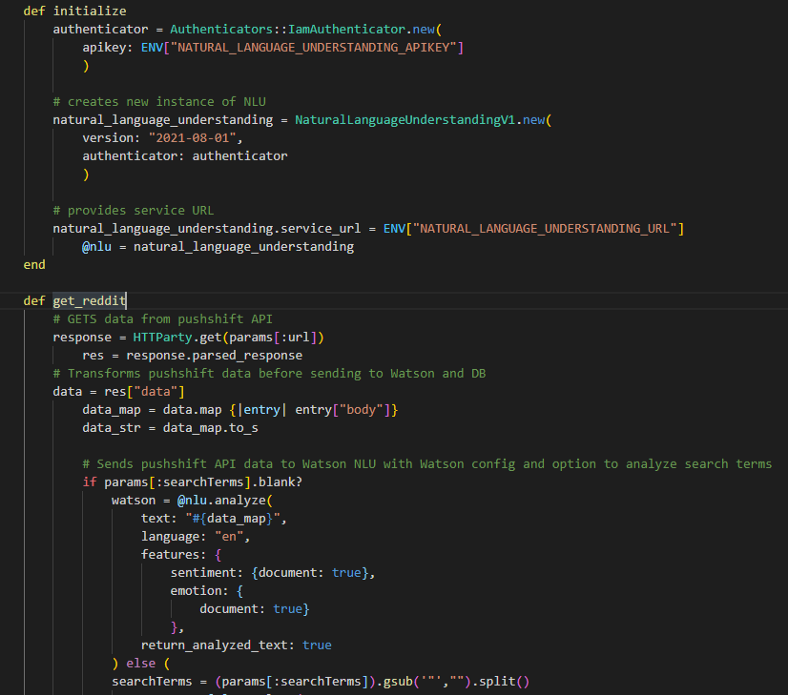 def initialize
    authenticator = Authenticators::IamAuthenticator.new(
        apikey: ENV["NATURAL_LANGUAGE_UNDERSTANDING_APIKEY"]
        )
    # creates new instance of NLU
    natural_language_understanding = NaturalLanguageUnderstandingV1.new(
        version: "2021-08-01",
        authenticator: authenticator
        )
    # provides service URL
    natural_language_understanding.service_url = ENV["NATURAL_LANGUAGE_UNDERSTANDING_URL"]
        @nlu = natural_language_understanding
end
def get_reddit
    # GETS data from pushshift API
    response = HTTParty.get(params[:url])
        res = response.parsed_response
    # Transforms pushshift data before sending to Watson and DB
    data = res["data"]
        data_map = data.map {|entry| entry["body"]}
        data_str = data_map.to_s
        # Sends pushshift API data to Watson NLU with Watson config and option to analyze search terms
        if params[:searchTerms].blank?
            watson = @nlu.analyze(
                text: "#{data_map}",
                language: "en",
                features: {
                    sentiment: {document: true},
                    emotion: {
                        document: true}
                },
                return_analyzed_text: true
            ) else (
            searchTerms = (params[:searchTerms]).gsub('"',"").split()